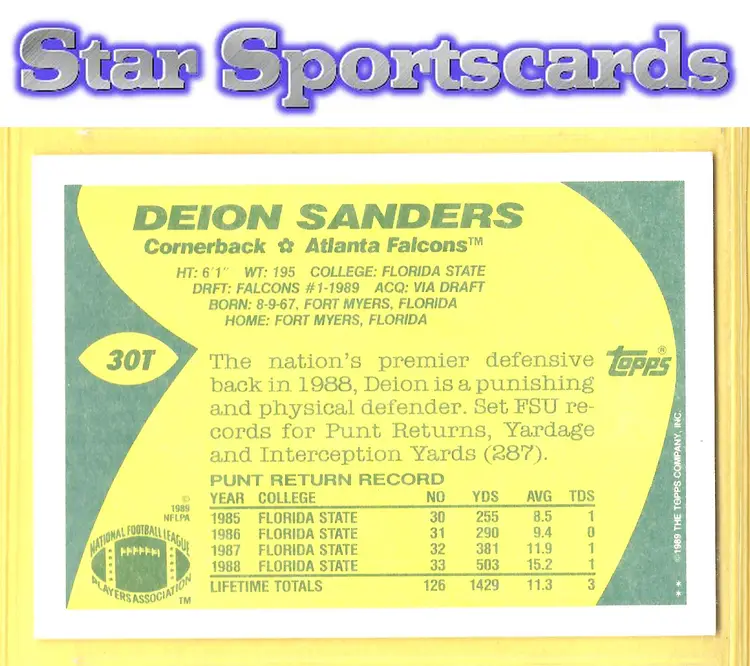 Star Sportscards
DEION SANDERS
Cornerback ✿ Atlanta Falcons™
HT: 6'1" WT: 195 COLLEGE: FLORIDA STATE
DRFT: FALCONS #1-1989 ACQ: VIA DRAFT
BORN: 8-9-67, FORT MYERS, FLORIDA
HOME: FORT MYERS, FLORIDA
30T
topps®
The nation's premier defensive
back in 1988, Deion is a punishing
and physical defender. Set FSU re-
cords for Punt Returns, Yardage
and Interception Yards (287).
PUNT RETURN RECORD
YEAR COLLEGE NO YDS AVG TDS
1985 FLORIDA STATE 30 255 8.5 1
1986 FLORIDA STATE 31 290 9.4 0
1987 FLORIDA STATE 32 381 11.9 1
1988 FLORIDA STATE 33 503 15.2 1
LIFETIME TOTALS 126 1429 11.3 3
©
1989
NFLPA
NATIONAL FOOTBALL LEAGUE
PLAYERS ASSOCIATION
TM
** ©1989 THE TOPPS COMPANY, INC.